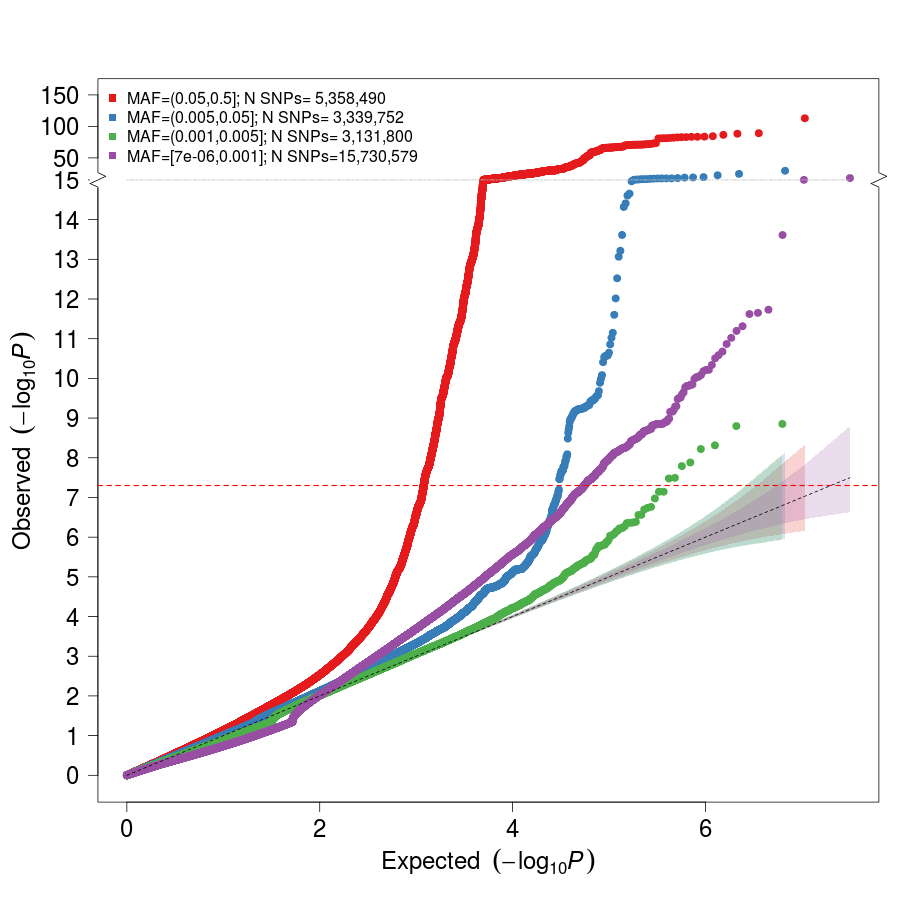 MAF=(0.05,0.5]; N SNPs= 5,358,490
MAF=(0.005,0.05]; N SNPs= 3,339,752
MAF=(0.001,0.005]; N SNPs= 3,131,800
MAF=[7e-06,0.001]; N SNPs=15,730,579
150
100
50
15
14
13
12
11
10
9
8
7
6
5
4
3
2
1
0
Observed (−log10P)
0 2 4 6
Expected (−log10P)